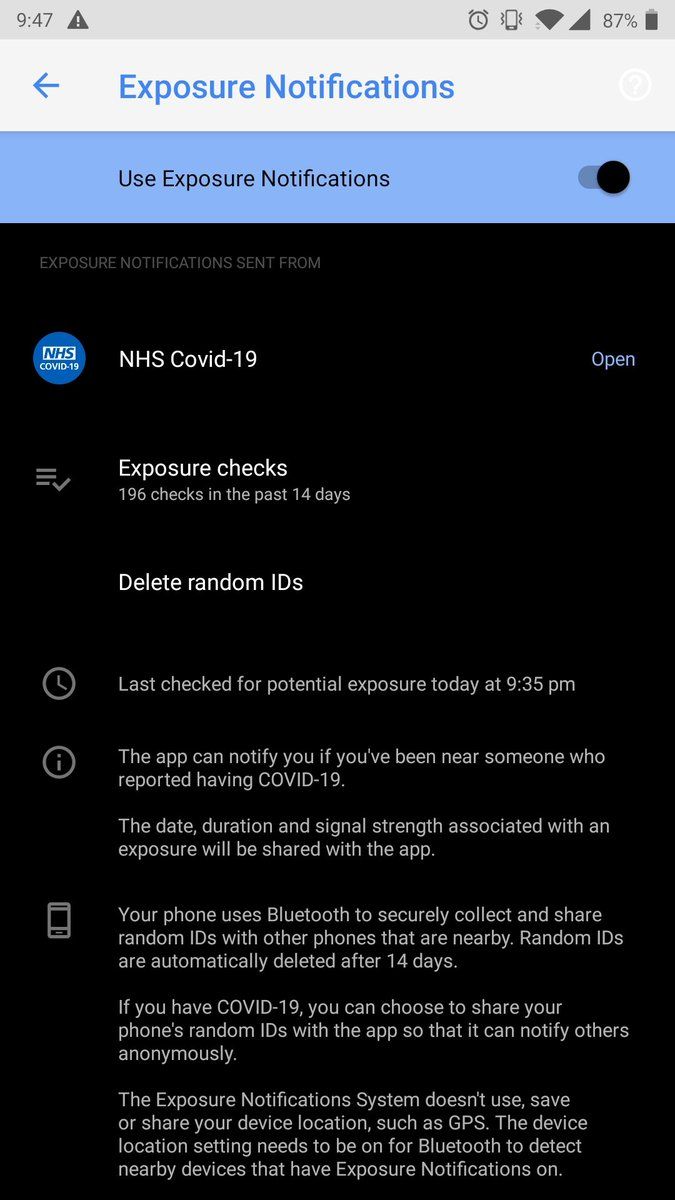 9:47
87%
Exposure Notifications
Use Exposure Notifications
EXPOSURE NOTIFICATIONS SENT FROM
NHS
COVID-19
NHS Covid-19
Open
Exposure checks
196 checks in the past 14 days
Delete random IDs
Last checked for potential exposure today at 9:35 pm
The app can notify you if you've been near someone who
reported having COVID-19.
The date, duration and signal strength associated with an
exposure will be shared with the app.
Your phone uses Bluetooth to securely collect and share
random IDs with other phones that are nearby. Random IDs
are automatically deleted after 14 days.
If you have COVID-19, you can choose to share your
phone's random IDs with the app so that it can notify others
anonymously.
The Exposure Notifications System doesn't use, save
or share your device location, such as GPS. The device
location setting needs to be on for Bluetooth to detect
nearby devices that have Exposure Notifications on.